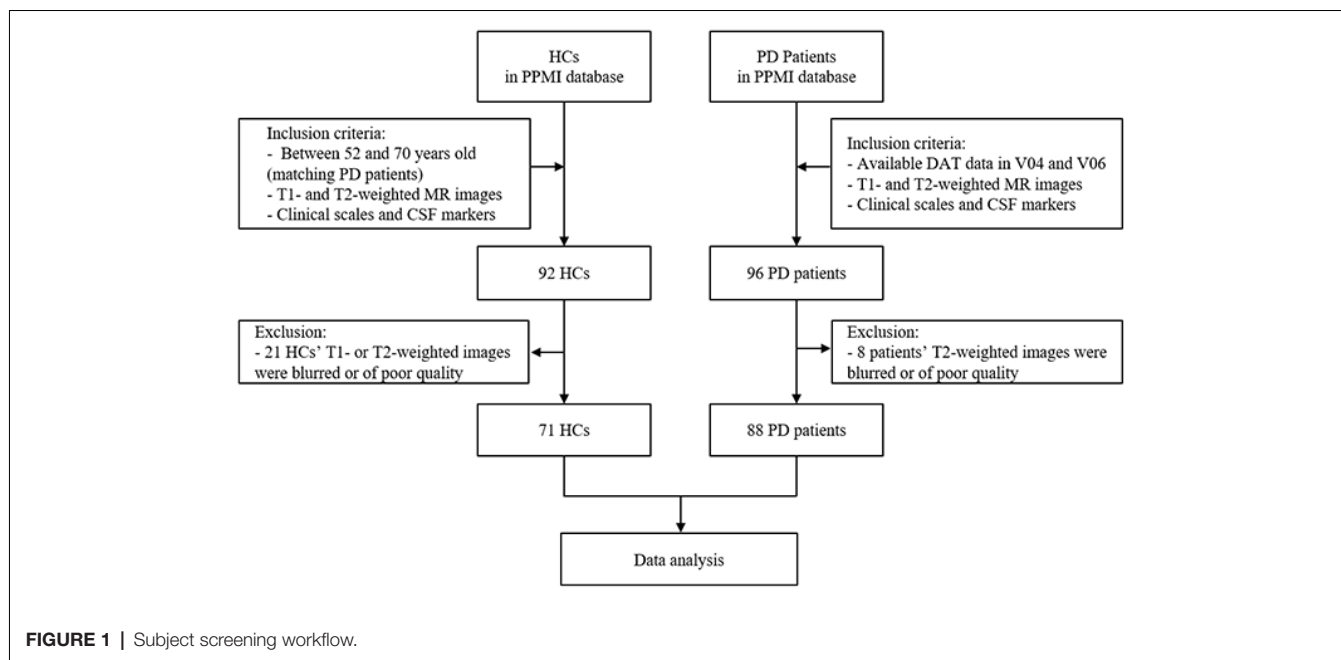 HCs
in PPMI database
PD Patients
in PPMI database
Inclusion criteria:
- Between 52 and 70 years old
(matching PD patients)
- T1- and T2-weighted MR images
- Clinical scales and CSF markers
Inclusion criteria:
- Available DAT data in V04 and V06
- T1- and T2-weighted MR images
- Clinical scales and CSF markers
92 HCs
96 PD patients
Exclusion:
- 21 HCs’ T1- or T2-weighted images
were blurred or of poor quality
Exclusion:
- 8 patients’ T2-weighted images were
blurred or of poor quality
71 HCs
88 PD patients
Data analysis
FIGURE 1 | Subject screening workflow.